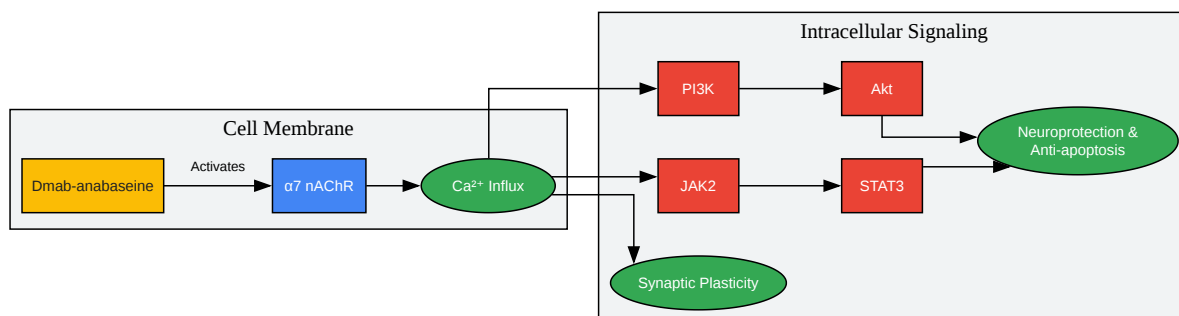 Cell Membrane
Dmab-anabaseine
Activates
α7 nAChR
Ca²⁺ Influx
Intracellular Signaling
PI3K
Akt
JAK2
STAT3
Neuroprotection &
Anti-apoptosis
Synaptic Plasticity